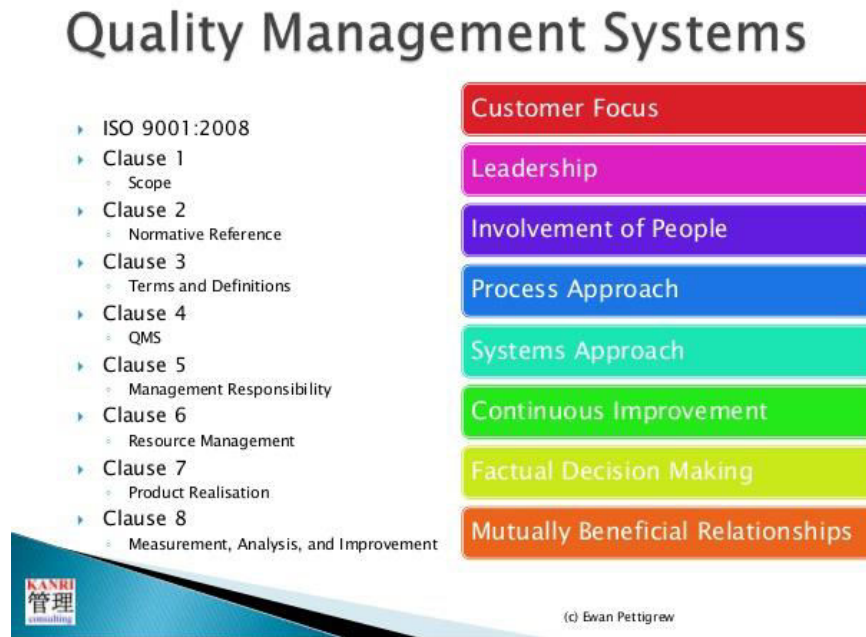 Quality Management Systems
ISO 9001:2008
Clause 1
Scope
Clause 2
Normative Reference
Clause 3
Terms and Definitions
Clause 4
QMS
Clause 5
Management Responsibility
Clause 6
Resource Management
Clause 7
Product Realisation
Clause 8
Measurement, Analysis, and Improvement
Customer Focus
Leadership
Involvement of People
Process Approach
Systems Approach
Continuous Improvement
Factual Decision Making
Mutually Beneficial Relationships
KANRI
管理
consulting
(c) Ewan Pettigrew